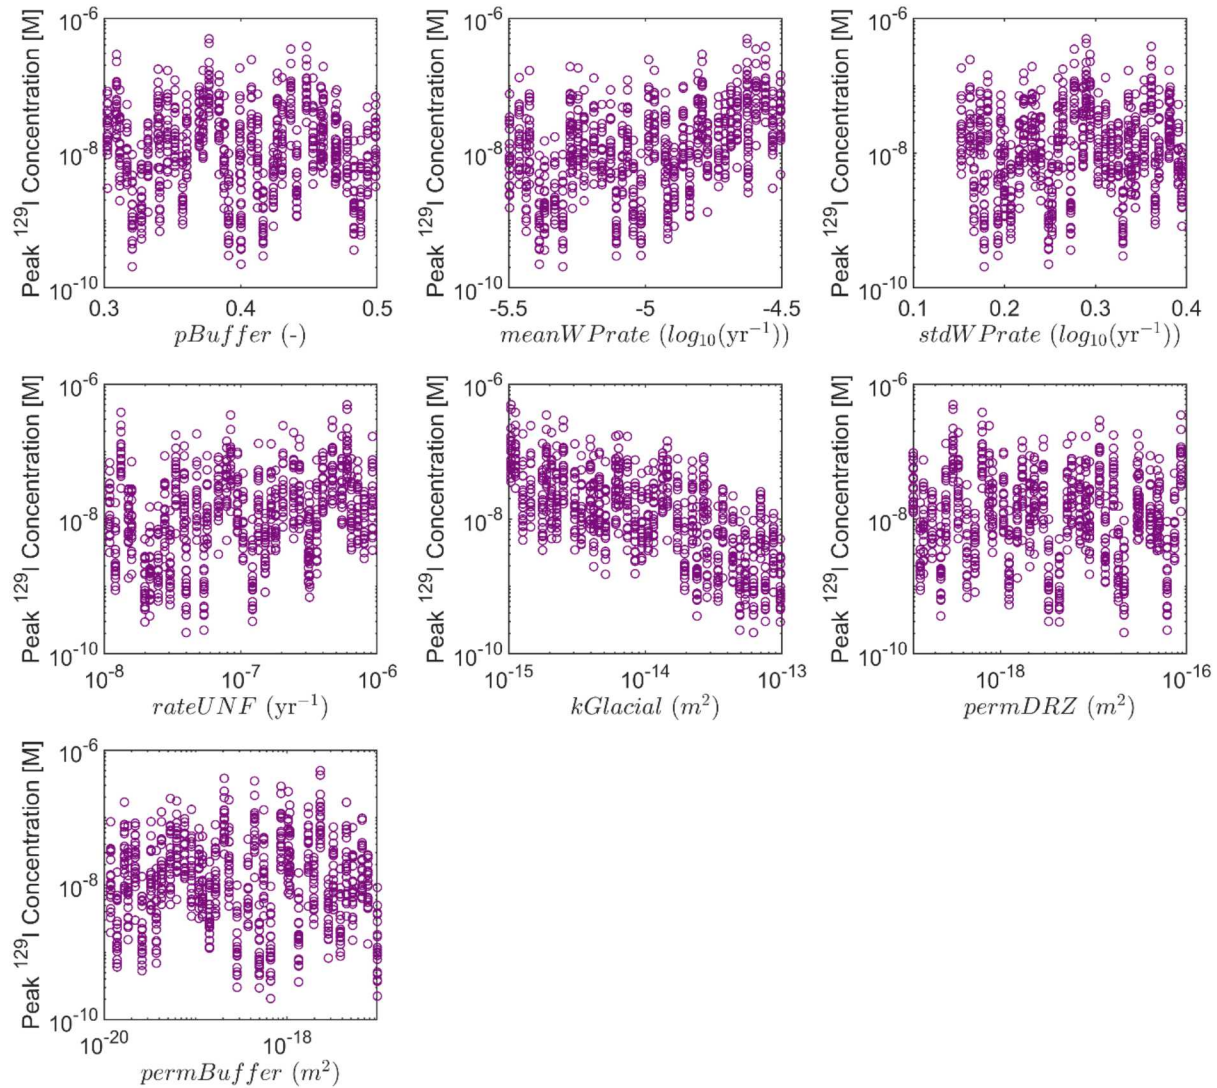 Peak ¹²⁹I Concentration [M]
10⁻⁶
10⁻⁸
10⁻¹⁰
0.3 0.4 0.5
pBuffer (-)
Peak ¹²⁹I Concentration [M]
10⁻⁶
10⁻⁸
10⁻¹⁰
-5.5 -5 -4.5
meanWPrate (log₁₀(yr⁻¹))
Peak ¹²⁹I Concentration [M]
10⁻⁶
10⁻⁸
10⁻¹⁰
0.1 0.2 0.3 0.4
stdWPrate (log₁₀(yr⁻¹))
Peak ¹²⁹I Concentration [M]
10⁻⁶
10⁻⁸
10⁻¹⁰
10⁻⁸ 10⁻⁷ 10⁻⁶
rateUNF (yr⁻¹)
Peak ¹²⁹I Concentration [M]
10⁻⁶
10⁻⁸
10⁻¹⁰
10⁻¹⁵ 10⁻¹⁴ 10⁻¹³
kGlacial (m²)
Peak ¹²⁹I Concentration [M]
10⁻⁶
10⁻⁸
10⁻¹⁰
10⁻¹⁸ 10⁻¹⁶
permDRZ (m²)
Peak ¹²⁹I Concentration [M]
10⁻⁶
10⁻⁸
10⁻¹⁰
10⁻²⁰ 10⁻¹⁸
permBuffer (m²)